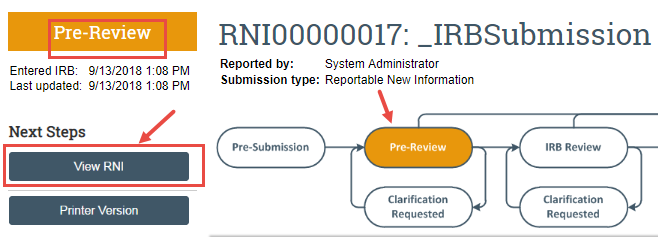 Pre-Review
Entered IRB: 9/13/2018 1:08 PM
Last updated: 9/13/2018 1:08 PM
Next Steps
View RNI
Printer Version
RNI00000017: _IRBSubmission
Reported by: System Administrator
Submission type: Reportable New Information
Pre-Submission
Pre-Review
IRB Review
Clarification
Requested
Clarification
Requested